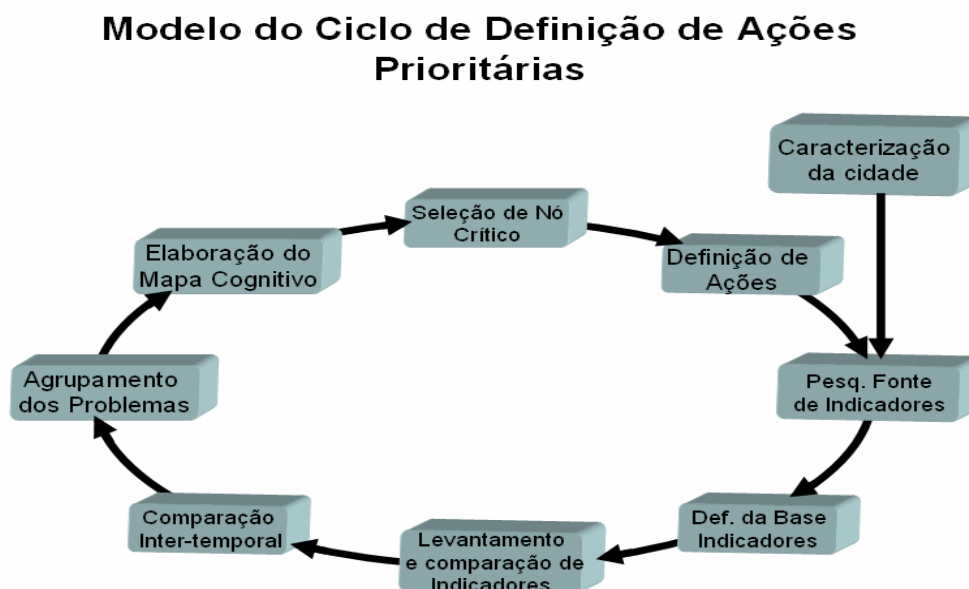 Modelo do Ciclo de Definição de Ações
Prioritárias
Caracterização
da cidade
Seleção de Nó
Crítico
Elaboração do
Mapa Cognitivo
Definição de
Ações
Agrupamento
dos Problemas
Pesq. Fonte
de Indicadores
Comparação
Inter-temporal
Def. da Base
Indicadores
Levantamento
e comparação de
Indicadores